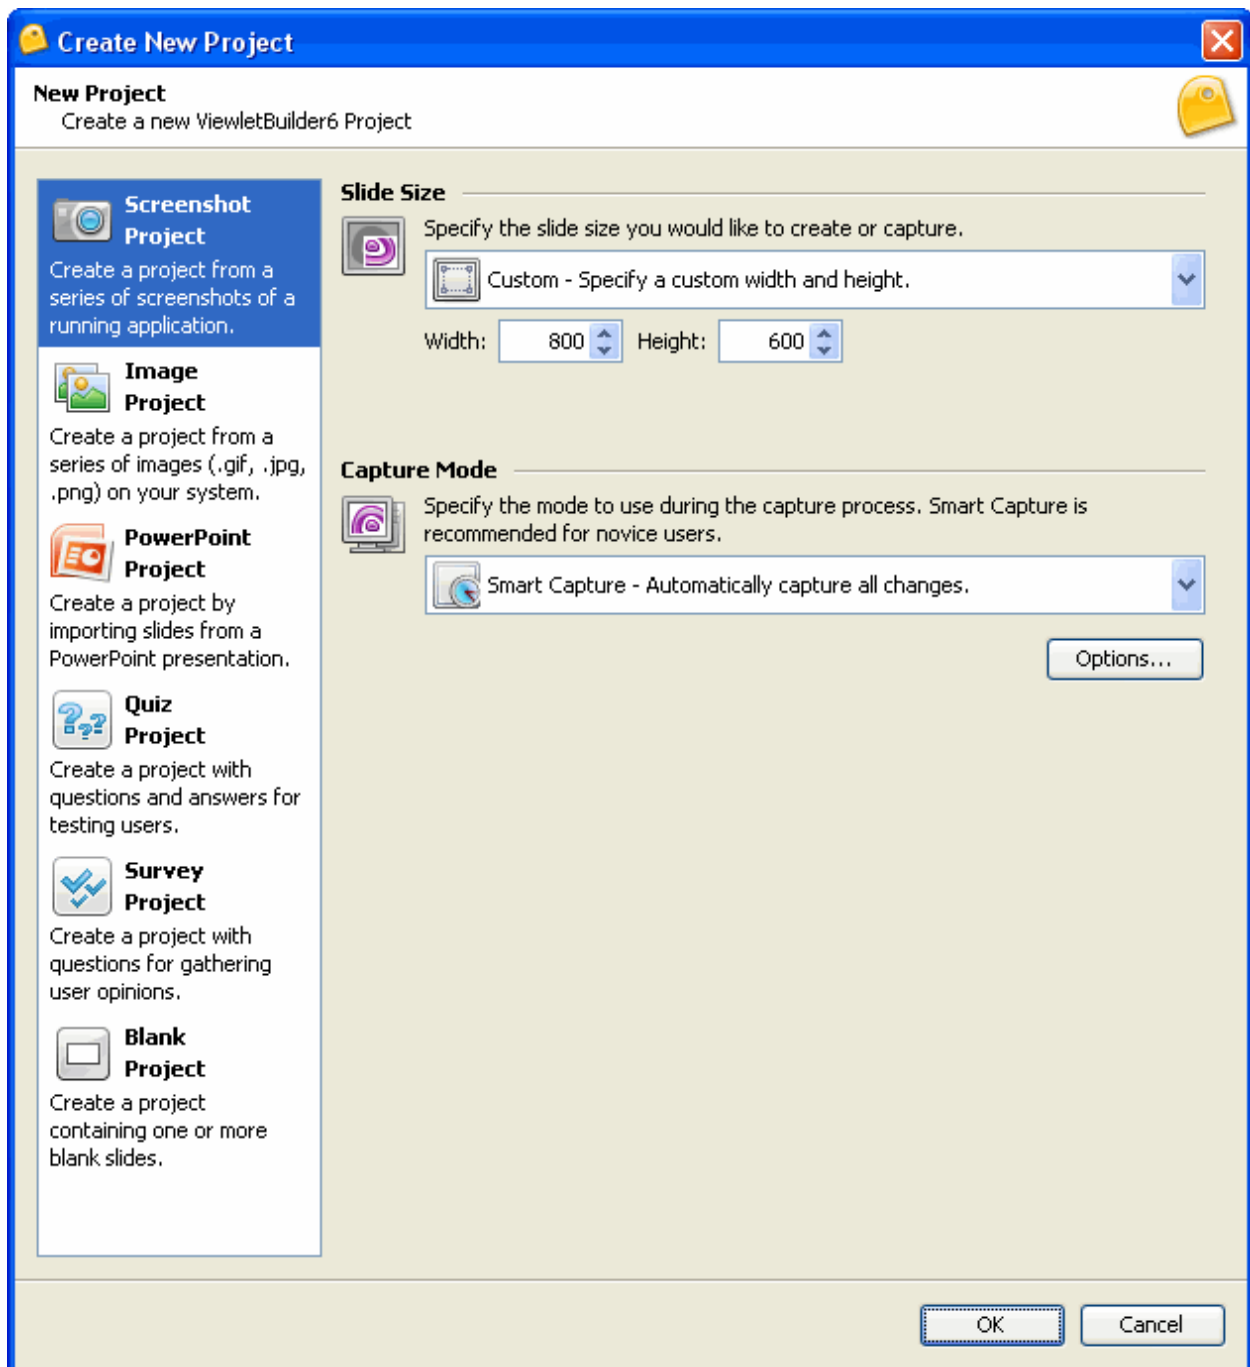 Create New Project
New Project
Create a new ViewletBuilder6 Project
Screenshot
Project
Create a project from a
series of screenshots of a
running application.
Image
Project
Create a project from a
series of images (.gif, .jpg,
.png) on your system.
PowerPoint
Project
Create a project by
importing slides from a
PowerPoint presentation.
Quiz
Project
Create a project with
questions and answers for
testing users.
Survey
Project
Create a project with
questions for gathering
user opinions.
Blank
Project
Create a project
containing one or more
blank slides.
Slide Size
Specify the slide size you would like to create or capture.
Custom - Specify a custom width and height.
Width: 800 Height: 600
Capture Mode
Specify the mode to use during the capture process. Smart Capture is
recommended for novice users.
Smart Capture - Automatically capture all changes.
Options...
OK Cancel